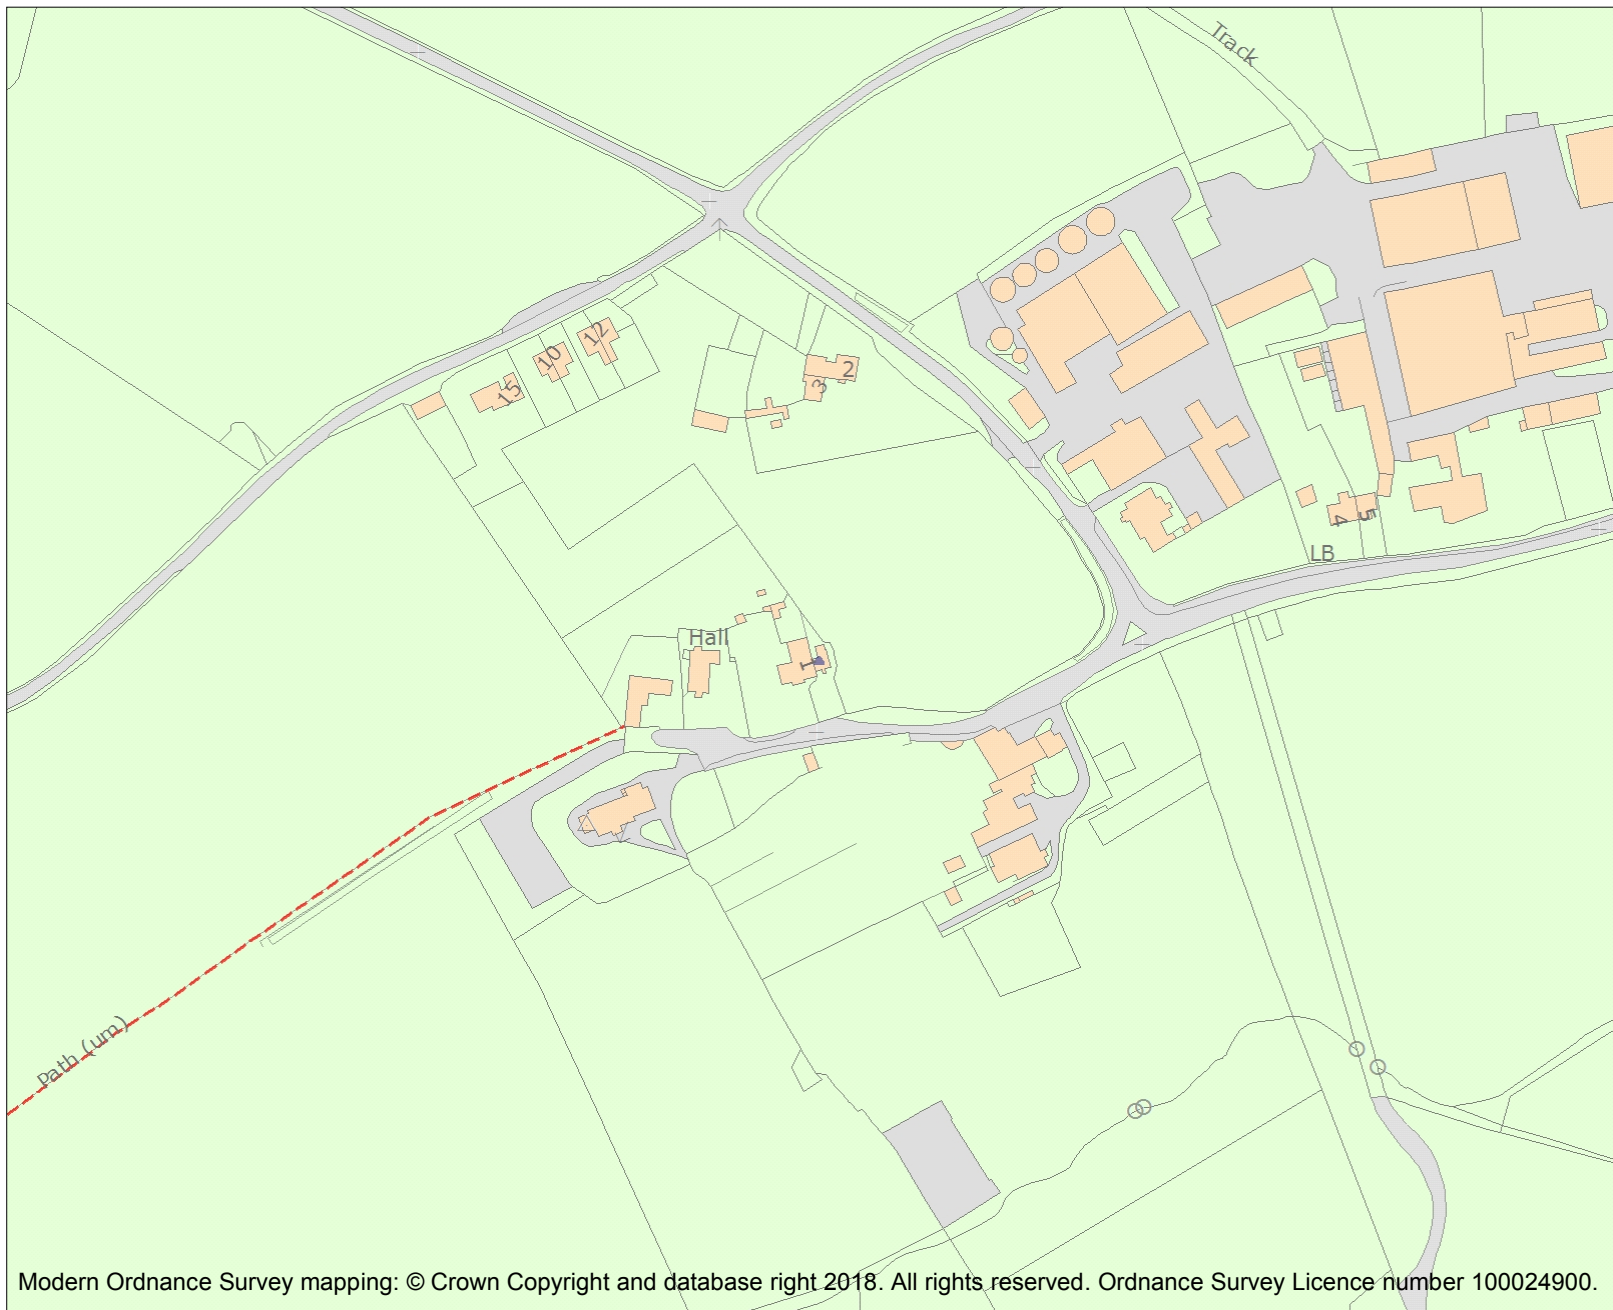 Track
12
10
15
2
3
4
5
LB
Hall
1
Path (um)
Modern Ordnance Survey mapping: © Crown Copyright and database right 2018. All rights reserved. Ordnance Survey Licence number 100024900.